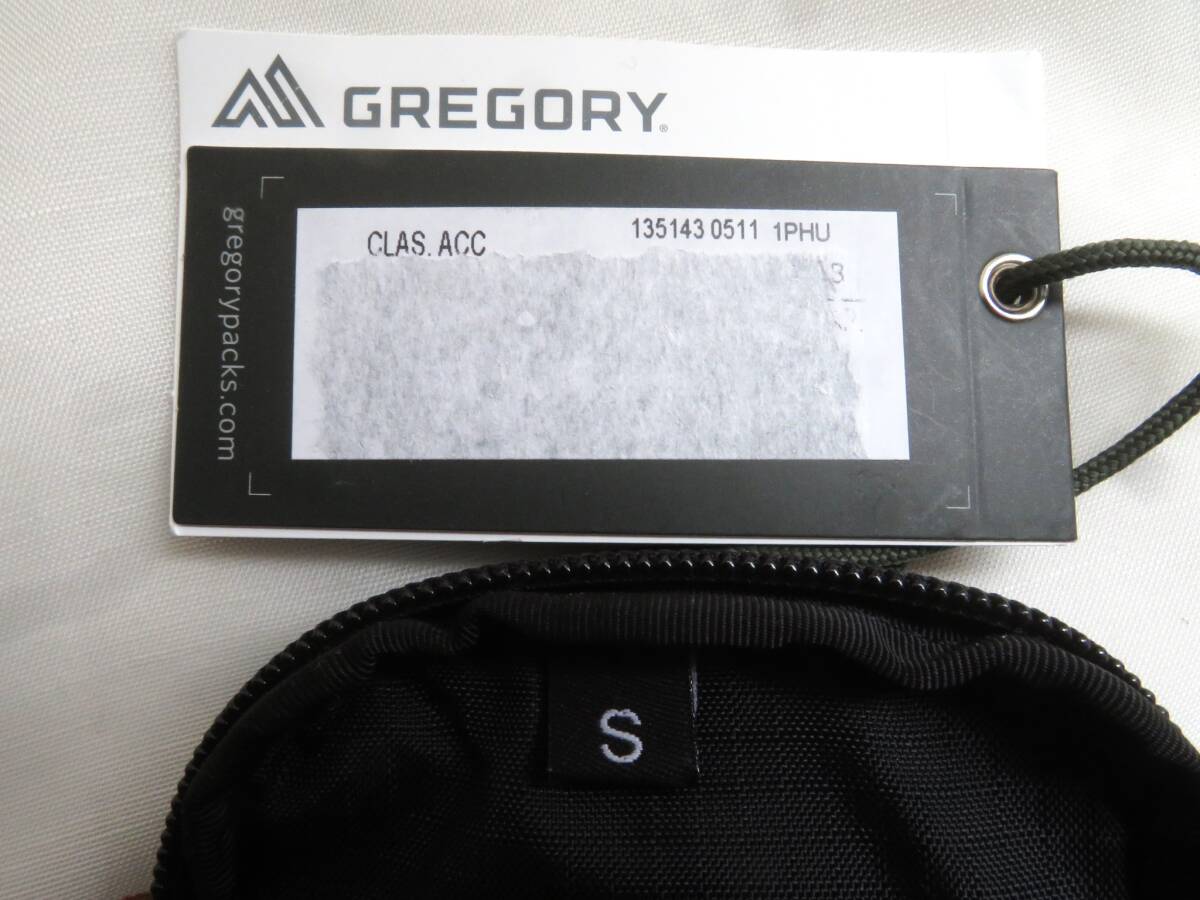 GREGORY®
gregorypacks.com
CLAS. ACC
135143 0511 1PHU
S